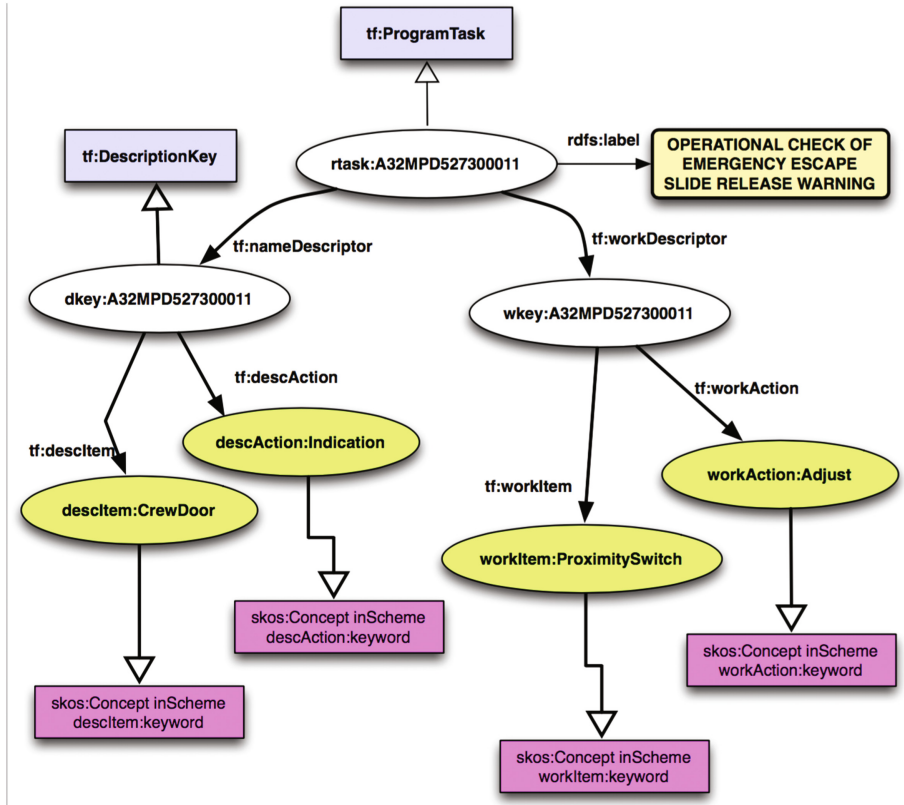 tf:ProgramTask
tf:DescriptionKey
rdfs:label
OPERATIONAL CHECK OF
EMERGENCY ESCAPE
SLIDE RELEASE WARNING
rtask:A32MPD527300011
tf:nameDescriptor
tf:workDescriptor
dkey:A32MPD527300011
wkey:A32MPD527300011
tf:descAction
tf:workAction
descAction:Indication
tf:descItem
workAction:Adjust
tf:workItem
descItem:CrewDoor
workItem:ProximitySwitch
skos:Concept inScheme
descAction:keyword
skos:Concept inScheme
workAction:keyword
skos:Concept inScheme
descItem:keyword
skos:Concept inScheme
workItem:keyword